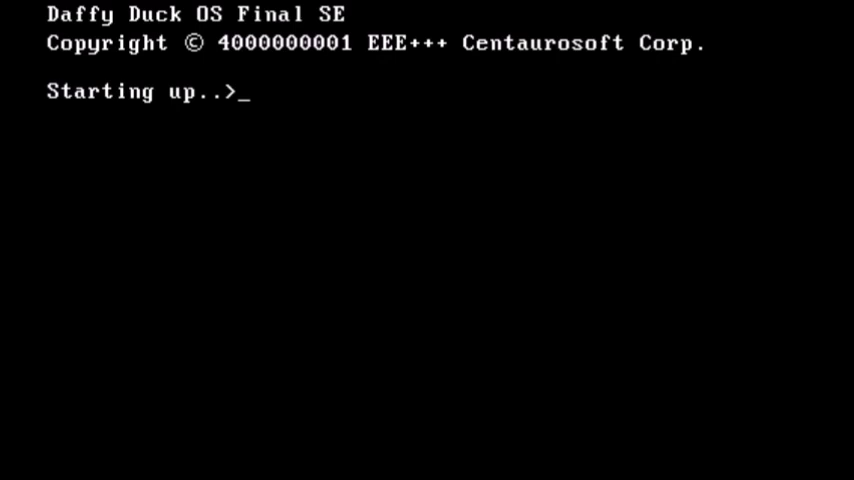 Daffy Duck OS Final SE
Copyright © 4000000001 EEE+++ Centaurosoft Corp.
Starting up..>_